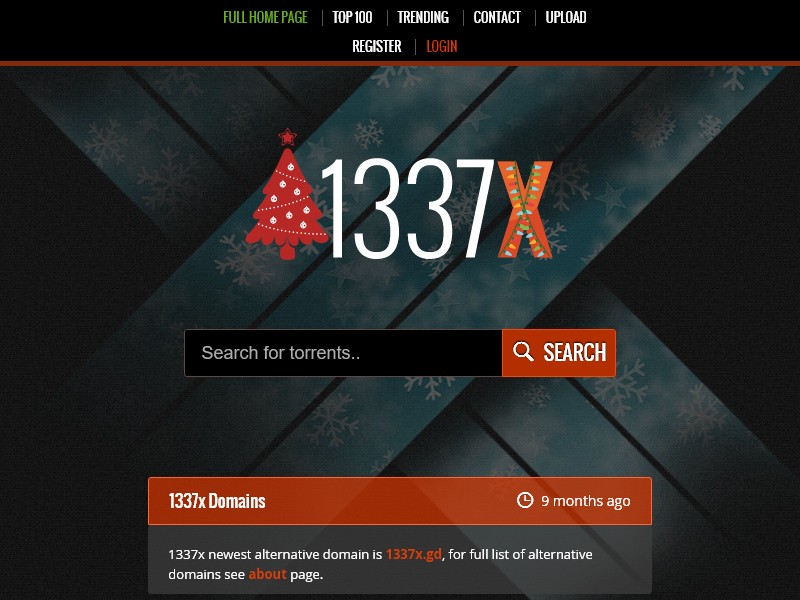 FULL HOME PAGE TOP 100 TRENDING CONTACT UPLOAD
REGISTER LOGIN
1337X
Search for torrents..
SEARCH
1337x Domains
9 months ago
1337x newest alternative domain is 1337x.gd, for full list of alternative
domains see about page.